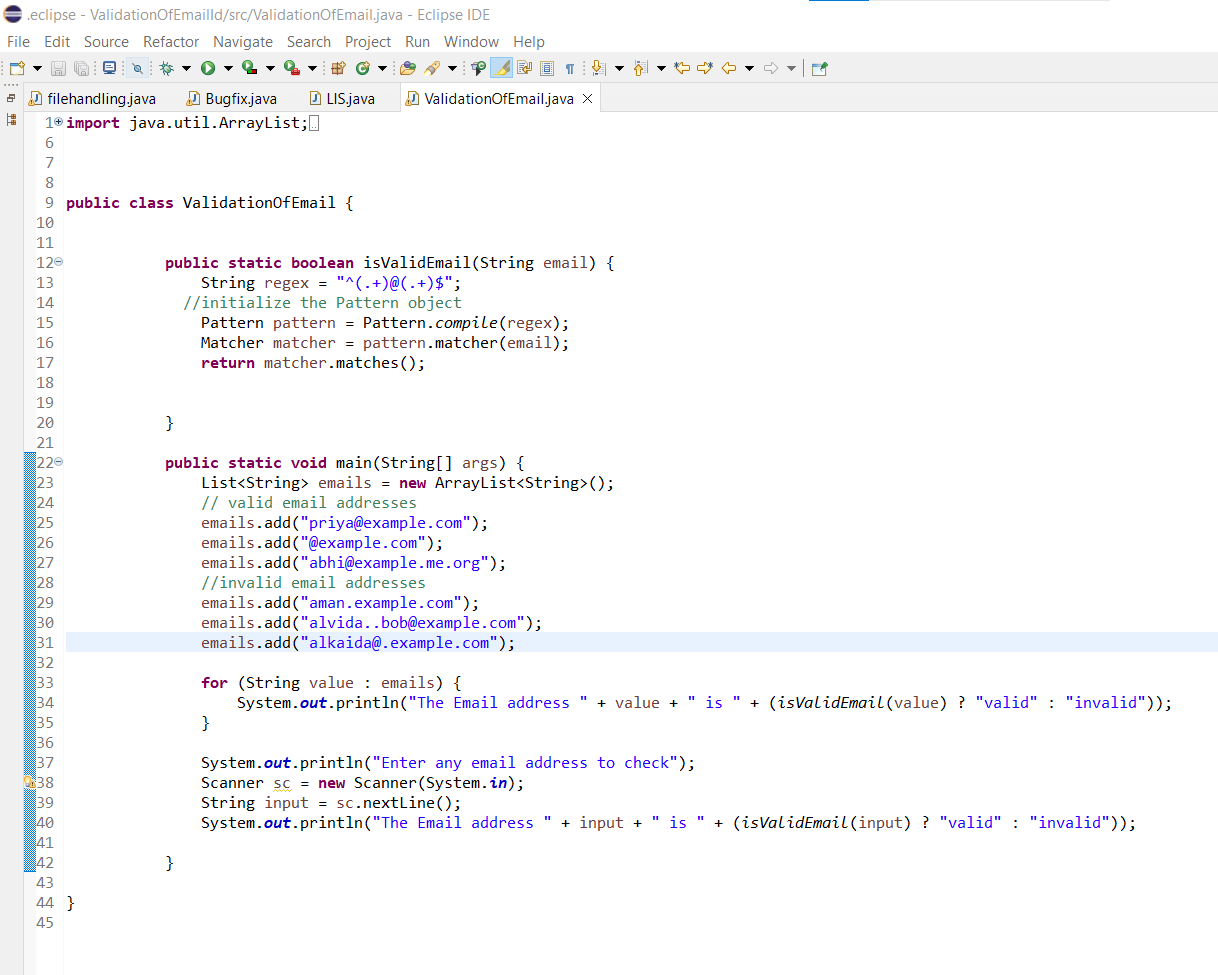 .eclipse - ValidationOfEmailId/src/ValidationOfEmail.java - Eclipse IDE
File Edit Source Refactor Navigate Search Project Run Window Help
filehandling.java Bugfix.java LIS.java ValidationOfEmail.java
1 import java.util.ArrayList;
6
7
8
9 public class ValidationOfEmail {
10
11
12 public static boolean isValidEmail(String email) {
13 String regex = "^(.+)@(.+)$";
14 //initialize the Pattern object
15 Pattern pattern = Pattern.compile(regex);
16 Matcher matcher = pattern.matcher(email);
17 return matcher.matches();
18
19
20 }
21
22 public static void main(String[] args) {
23 List<String> emails = new ArrayList<String>();
24 // valid email addresses
25 emails.add("priya@example.com");
26 emails.add("@example.com");
27 emails.add("abhi@example.me.org");
28 //invalid email addresses
29 emails.add("aman.example.com");
30 emails.add("alvida..bob@example.com");
31 emails.add("alkaida@.example.com");
32
33 for (String value : emails) {
34 System.out.println("The Email address " + value + " is " + (isValidEmail(value) ? "valid" : "invalid"));
35 }
36
37 System.out.println("Enter any email address to check");
38 Scanner sc = new Scanner(System.in);
39 String input = sc.nextLine();
40 System.out.println("The Email address " + input + " is " + (isValidEmail(input) ? "valid" : "invalid"));
41
42 }
43
44 }
45